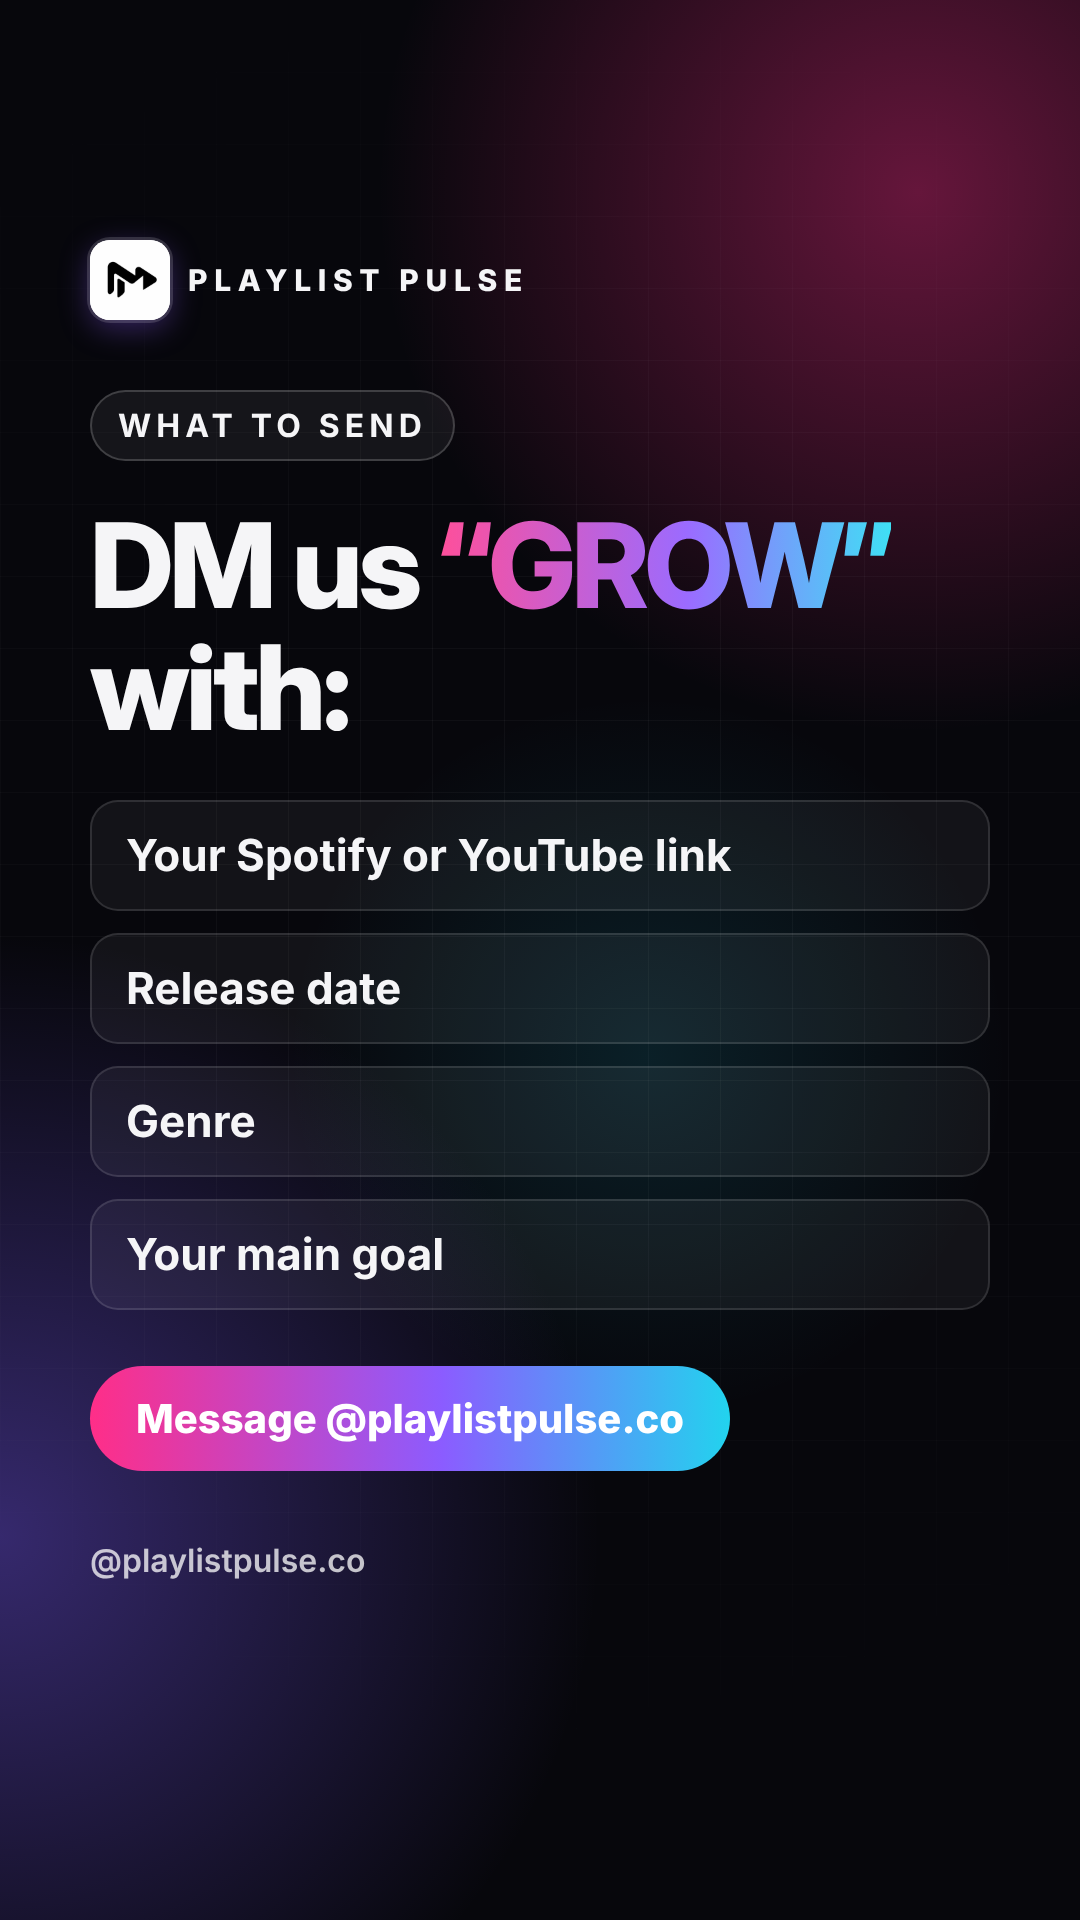 PLAYLIST PULSE
WHAT TO SEND
DM us “GROW”
with:
Your Spotify or YouTube link
Release date
Genre
Your main goal
Message @playlistpulse.co
@playlistpulse.co